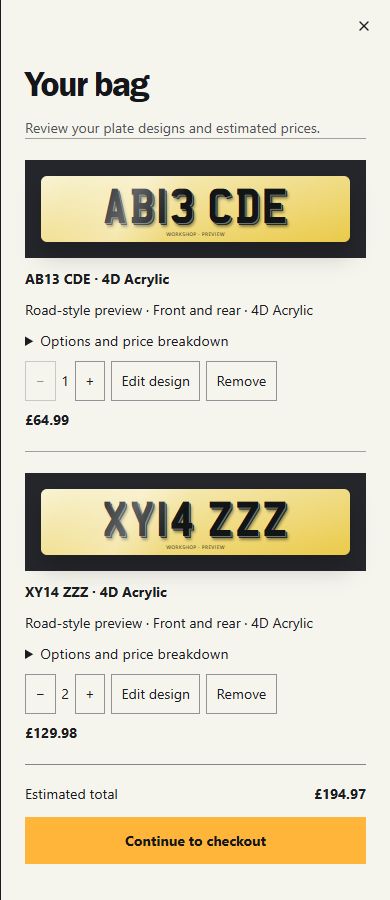 ×
Your bag
Review your plate designs and estimated prices.
AB13 CDE
WORKSHOP · PREVIEW
AB13 CDE · 4D Acrylic
Road-style preview · Front and rear · 4D Acrylic
▶ Options and price breakdown
− 1 + Edit design Remove
£64.99
XY14 ZZZ
WORKSHOP · PREVIEW
XY14 ZZZ · 4D Acrylic
Road-style preview · Front and rear · 4D Acrylic
▶ Options and price breakdown
− 2 + Edit design Remove
£129.98
Estimated total £194.97
Continue to checkout